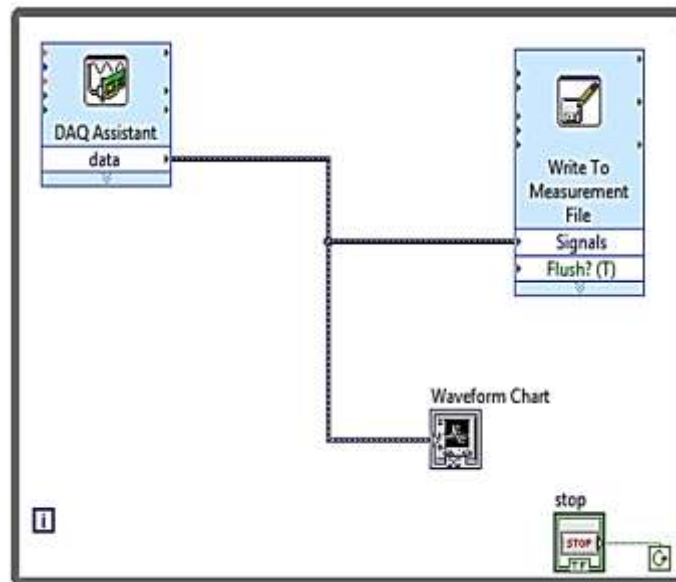 DAQ Assistant
data
Write To
Measurement
File
Signals
Flush? (T)
Waveform Chart
i
stop
STOP
TF